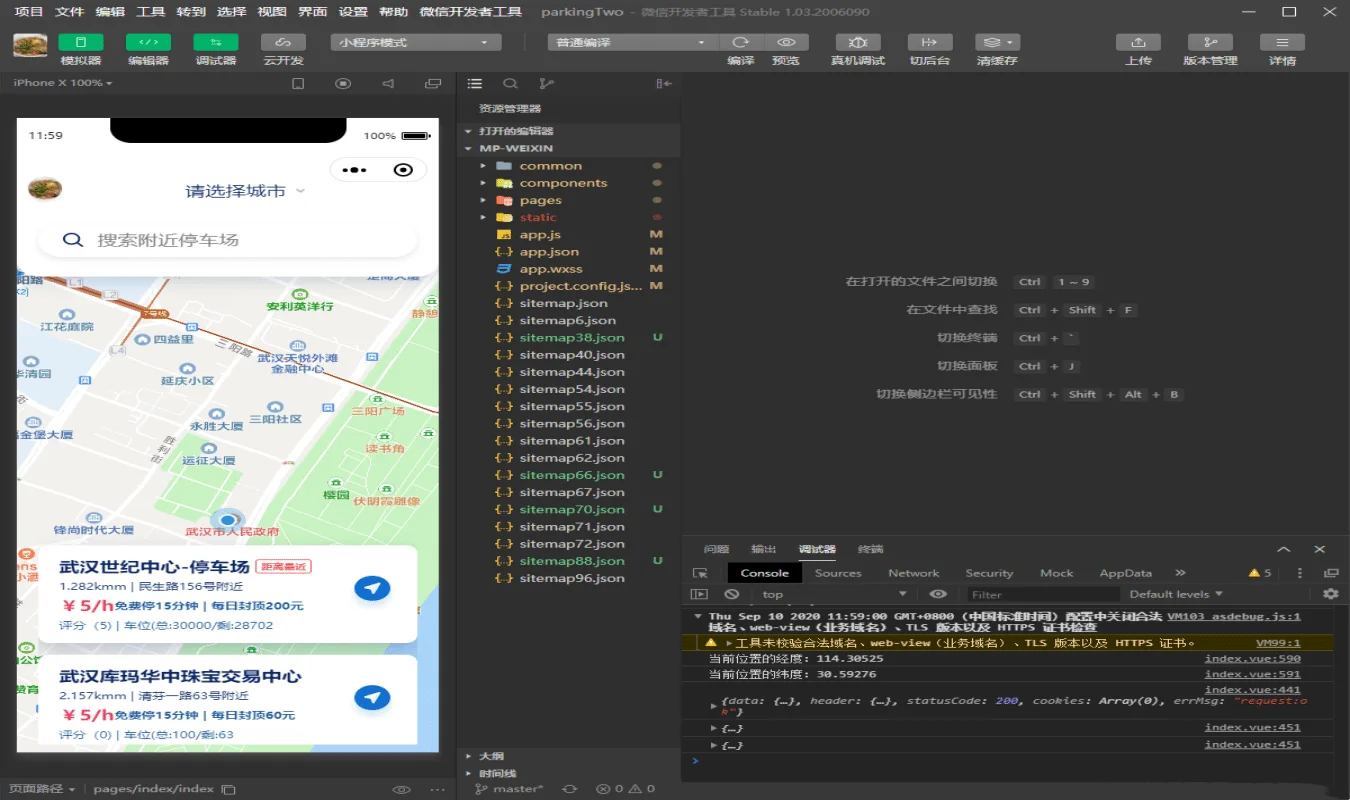 项目 文件 编辑 工具 转到 选择 视图 界面 设置 帮助 微信开发者工具 parkingTwo - 微信开发者工具 Stable 1.03.2006090
模拟器 编辑器 调试器 云开发
小程序模式
普通编译
编译 预览 真机调试 切后台 清缓存
上传 版本管理 详情
iPhone X 100%
11:59
100%
请选择城市
搜索附近停车场
L1
L2
7号线
安利英洋行
江花庭院
四益里
三阳路
L4
武汉天悦外滩
金融中心
延庆小区
三阳广场
三阳社区
永胜大厦
胜利街
读书角
远征大厦
樱园
伏明霞雕像
锋尚时代大厦
武汉市人民政府
武汉世纪中心-停车场 距离最近
1.282kmm | 民生路156号附近
￥5/h免费停15分钟 | 每日封顶200元
评分 (5) | 车位(总:30000/剩:28702
武汉库玛华中珠宝交易中心
2.157kmm | 清芬一路63号附近
￥5/h免费停15分钟 | 每日封顶60元
评分 (0) | 车位(总:100/剩:63
页面路径 pages/index/index
资源管理器
打开的编辑器
MP-WEIXIN
common
components
pages
static
app.js M
app.json M
app.wxss M
project.config.js... M
sitemap.json
sitemap6.json
sitemap38.json U
sitemap40.json
sitemap44.json
sitemap54.json
sitemap55.json
sitemap56.json
sitemap61.json
sitemap62.json
sitemap66.json U
sitemap67.json
sitemap70.json U
sitemap71.json
sitemap72.json
sitemap88.json U
sitemap96.json
大纲
时间线
master* 0 0
在打开的文件之间切换 Ctrl 1 ~ 9
在文件中查找 Ctrl + Shift + F
切换终端 Ctrl + `
切换面板 Ctrl + J
切换侧边栏可见性 Ctrl + Shift + Alt + B
问题 输出 调试器 终端
Console Sources Network Security Mock AppData » 5
top Filter Default levels
Thu Sep 10 2020 11:59:00 GMT+0800 (中国标准时间) 配置中关闭合法 VM103 asdebug.js:1
域名、web-view（业务域名）、TLS 版本以及 HTTPS 证书检查
工具未校验合法域名、web-view（业务域名）、TLS 版本以及 HTTPS 证书。 VM99:1
当前位置的经度：114.30525 index.vue:590
当前位置的纬度：30.59276 index.vue:591
index.vue:441
{data: {…}, header: {…}, statusCode: 200, cookies: Array(0), errMsg: "request:o
k"}
{…} index.vue:451
{…} index.vue:451
>